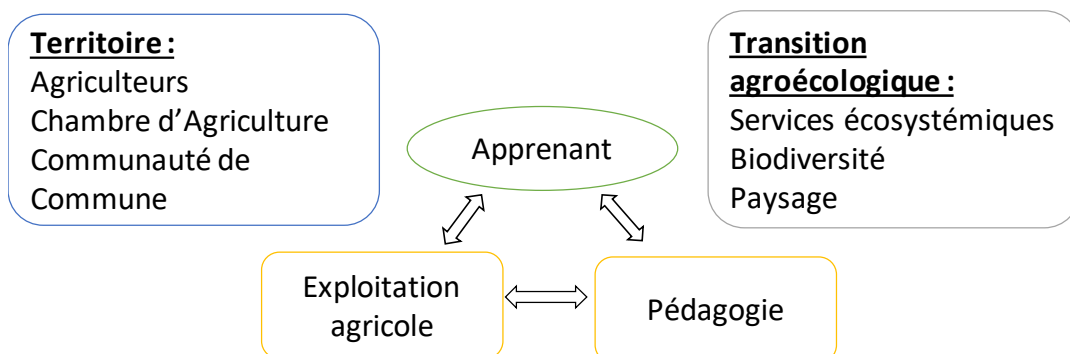 Territoire :
Agriculteurs
Chambre d'Agriculture
Communauté de
Commune
Transition
agroécologique :
Services écosystémiques
Biodiversité
Paysage
Apprenant
Exploitation
agricole
Pédagogie